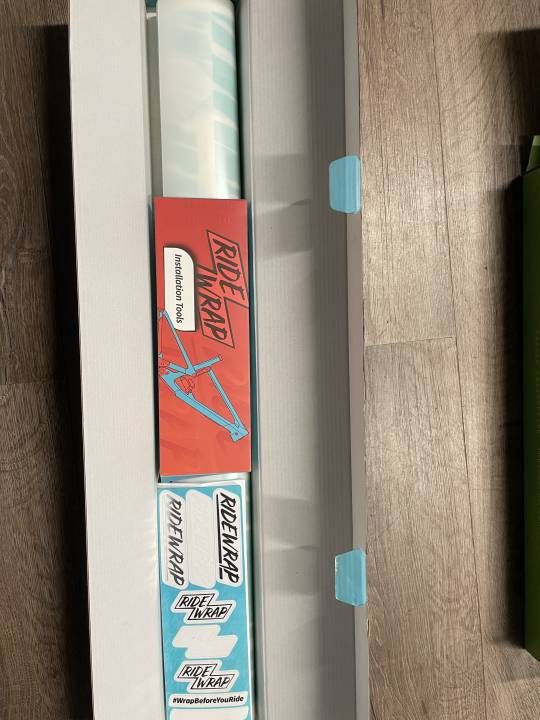 RIDE
WRAP
Installation Tools
RIDEWRAP
RIDEWRAP
RIDE
WRAP
RIDE
WRAP
#WrapBeforeYouRide